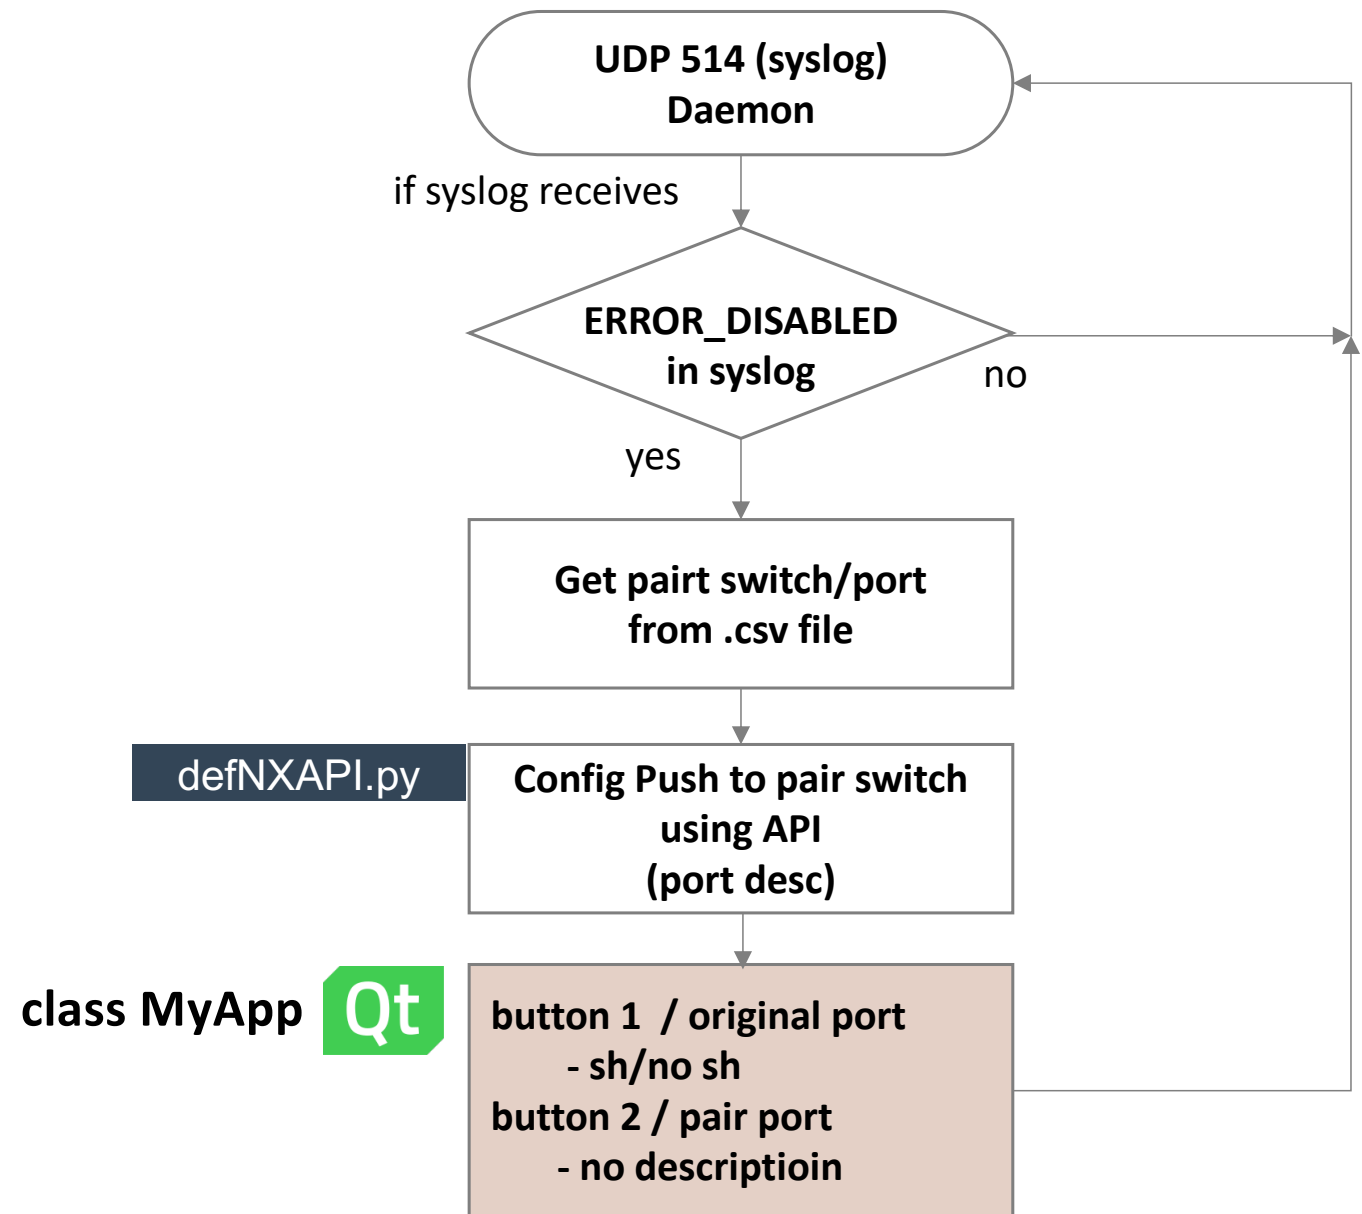 UDP 514 (syslog)
Daemon
if syslog receives
ERROR_DISABLED
in syslog
no
yes
Get pairt switch/port
from .csv file
defNXAPI.py
Config Push to pair switch
using API
(port desc)
class MyApp
Qt
button 1 / original port
- sh/no sh
button 2 / pair port
- no descriptioin